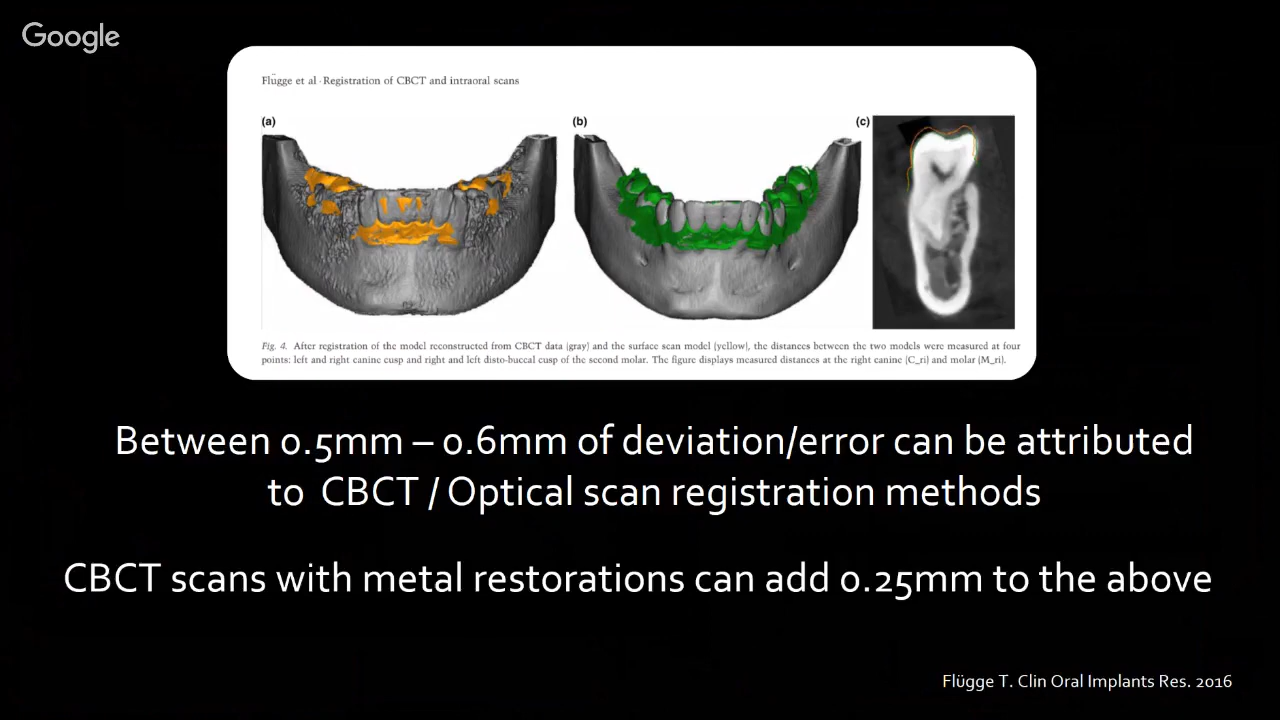 Google
Flügge et al · Registration of CBCT and intraoral scans
(a)
(b)
(c)
Fig. 4. After registration of the model reconstructed from CBCT data (gray) and the surface scan model (yellow), the distances between the two models were measured at four
points: left and right canine cusp and right and left disto-buccal cusp of the second molar. The figure displays measured distances at the right canine (C_ri) and molar (M_ri).
Between 0.5mm – 0.6mm of deviation/error can be attributed
to CBCT / Optical scan registration methods
CBCT scans with metal restorations can add 0.25mm to the above
Flügge T. Clin Oral Implants Res. 2016